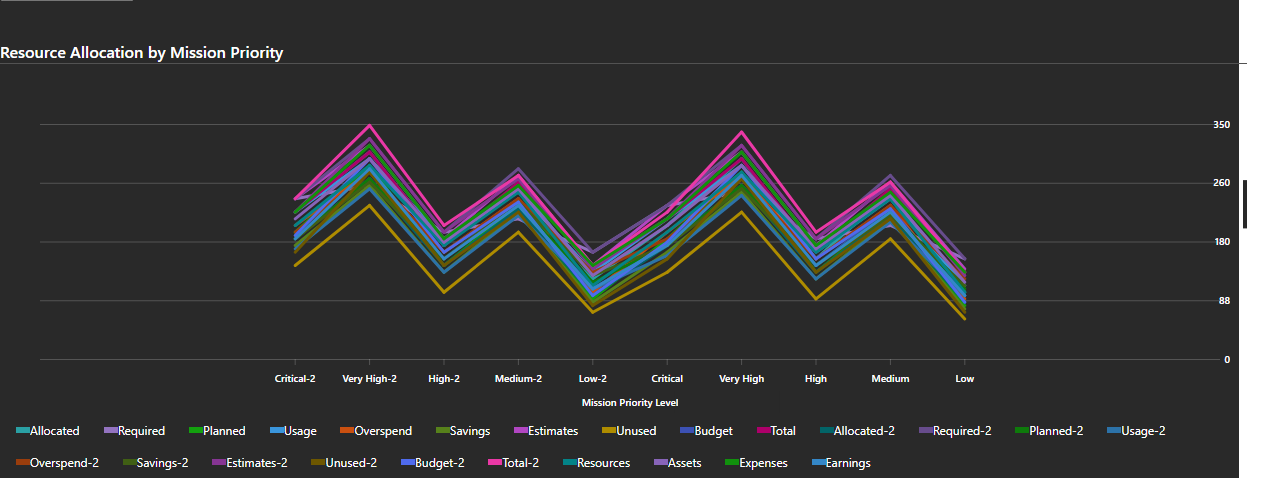 Resource Allocation by Mission Priority
350
260
180
88
0
Critical-2 Very High-2 High-2 Medium-2 Low-2 Critical Very High High Medium Low
Mission Priority Level
Allocated Required Planned Usage Overspend Savings Estimates Unused Budget Total Allocated-2 Required-2 Planned-2 Usage-2
Overspend-2 Savings-2 Estimates-2 Unused-2 Budget-2 Total-2 Resources Assets Expenses Earnings